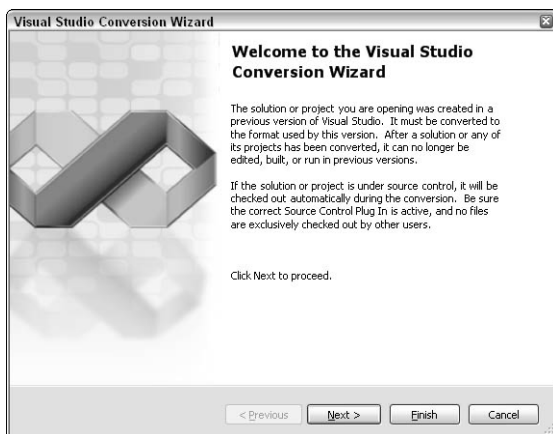 Visual Studio Conversion Wizard
Welcome to the Visual Studio
Conversion Wizard
The solution or project you are opening was created in a
previous version of Visual Studio. It must be converted to
the format used by this version. After a solution or any of
its projects has been converted, it can no longer be
edited, built, or run in previous versions.
If the solution or project is under source control, it will be
checked out automatically during the conversion. Be sure
the correct Source Control Plug In is active, and no files
are exclusively checked out by other users.
Click Next to proceed.
< Previous Next > Finish Cancel